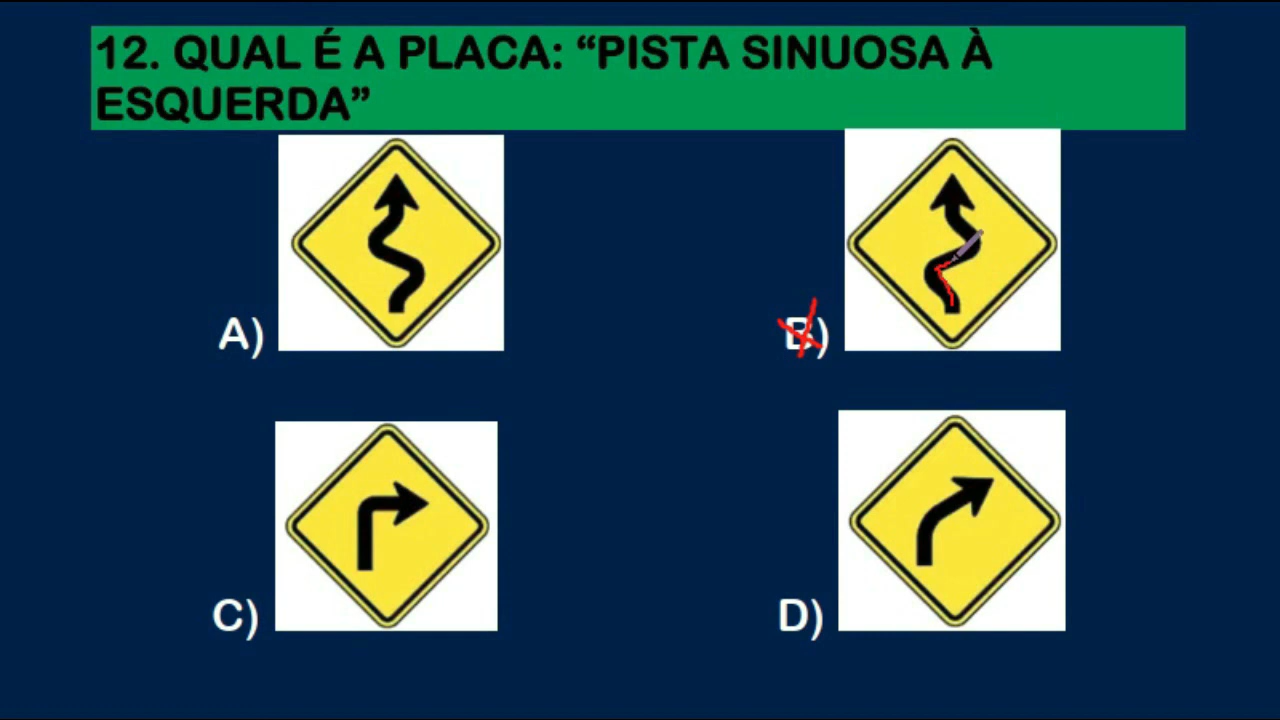 12. QUAL É A PLACA: “PISTA SINUOSA À
ESQUERDA”
A)
B)
C)
D)